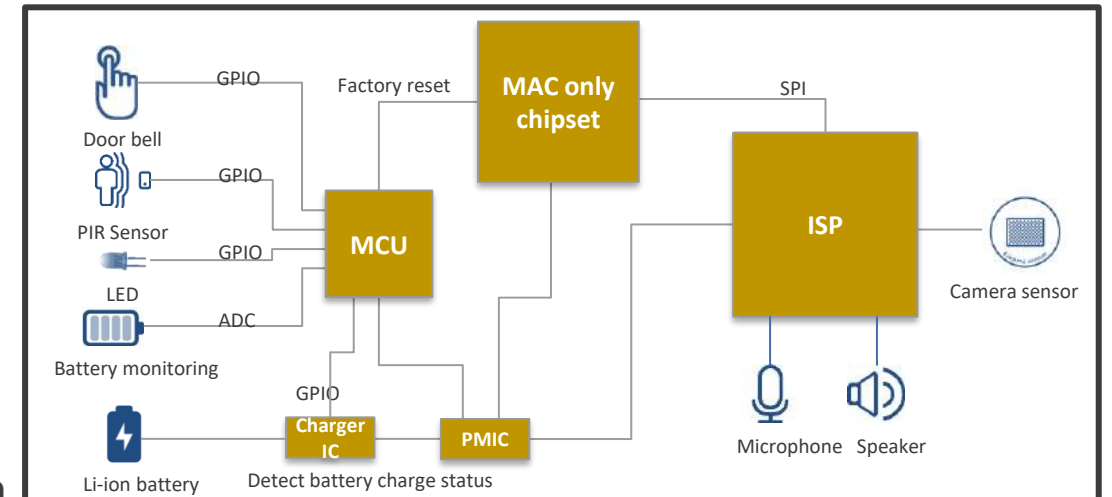 GPIO
Door bell
GPIO
PIR Sensor
GPIO
LED
ADC
Battery monitoring
Li-ion battery
Factory reset
MCU
GPIO
Charger
IC
Detect battery charge status
PMIC
MAC only
chipset
SPI
ISP
Camera sensor
Microphone
Speaker